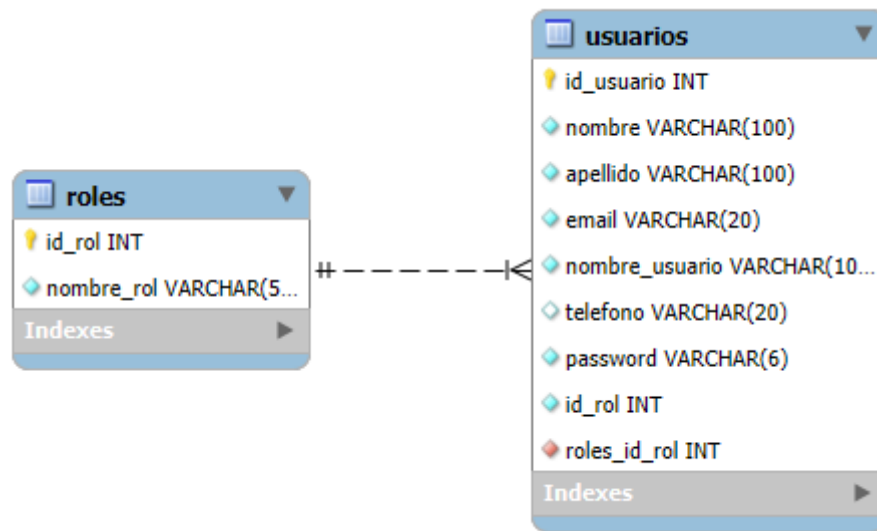 roles
id_rol INT
nombre_rol VARCHAR(5...
Indexes
usuarios
id_usuario INT
nombre VARCHAR(100)
apellido VARCHAR(100)
email VARCHAR(20)
nombre_usuario VARCHAR(10...
telefono VARCHAR(20)
password VARCHAR(6)
id_rol INT
roles_id_rol INT
Indexes